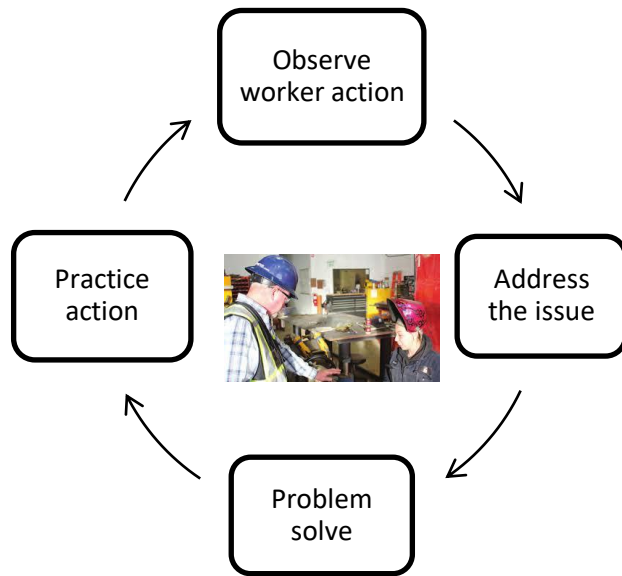 Observe
worker action
Address
the issue
Problem
solve
Practice
action